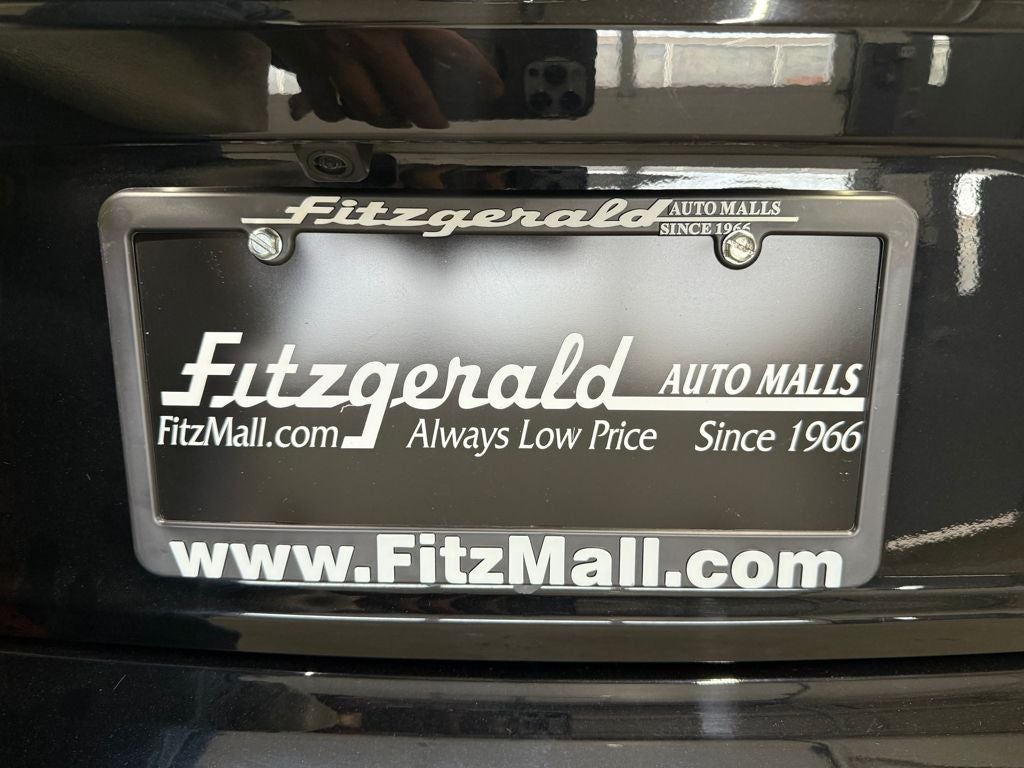 Fitzgerald AUTO MALLS
SINCE 1966
Fitzgerald AUTO MALLS
FitzMall.com Always Low Price Since 1966
www.FitzMall.com